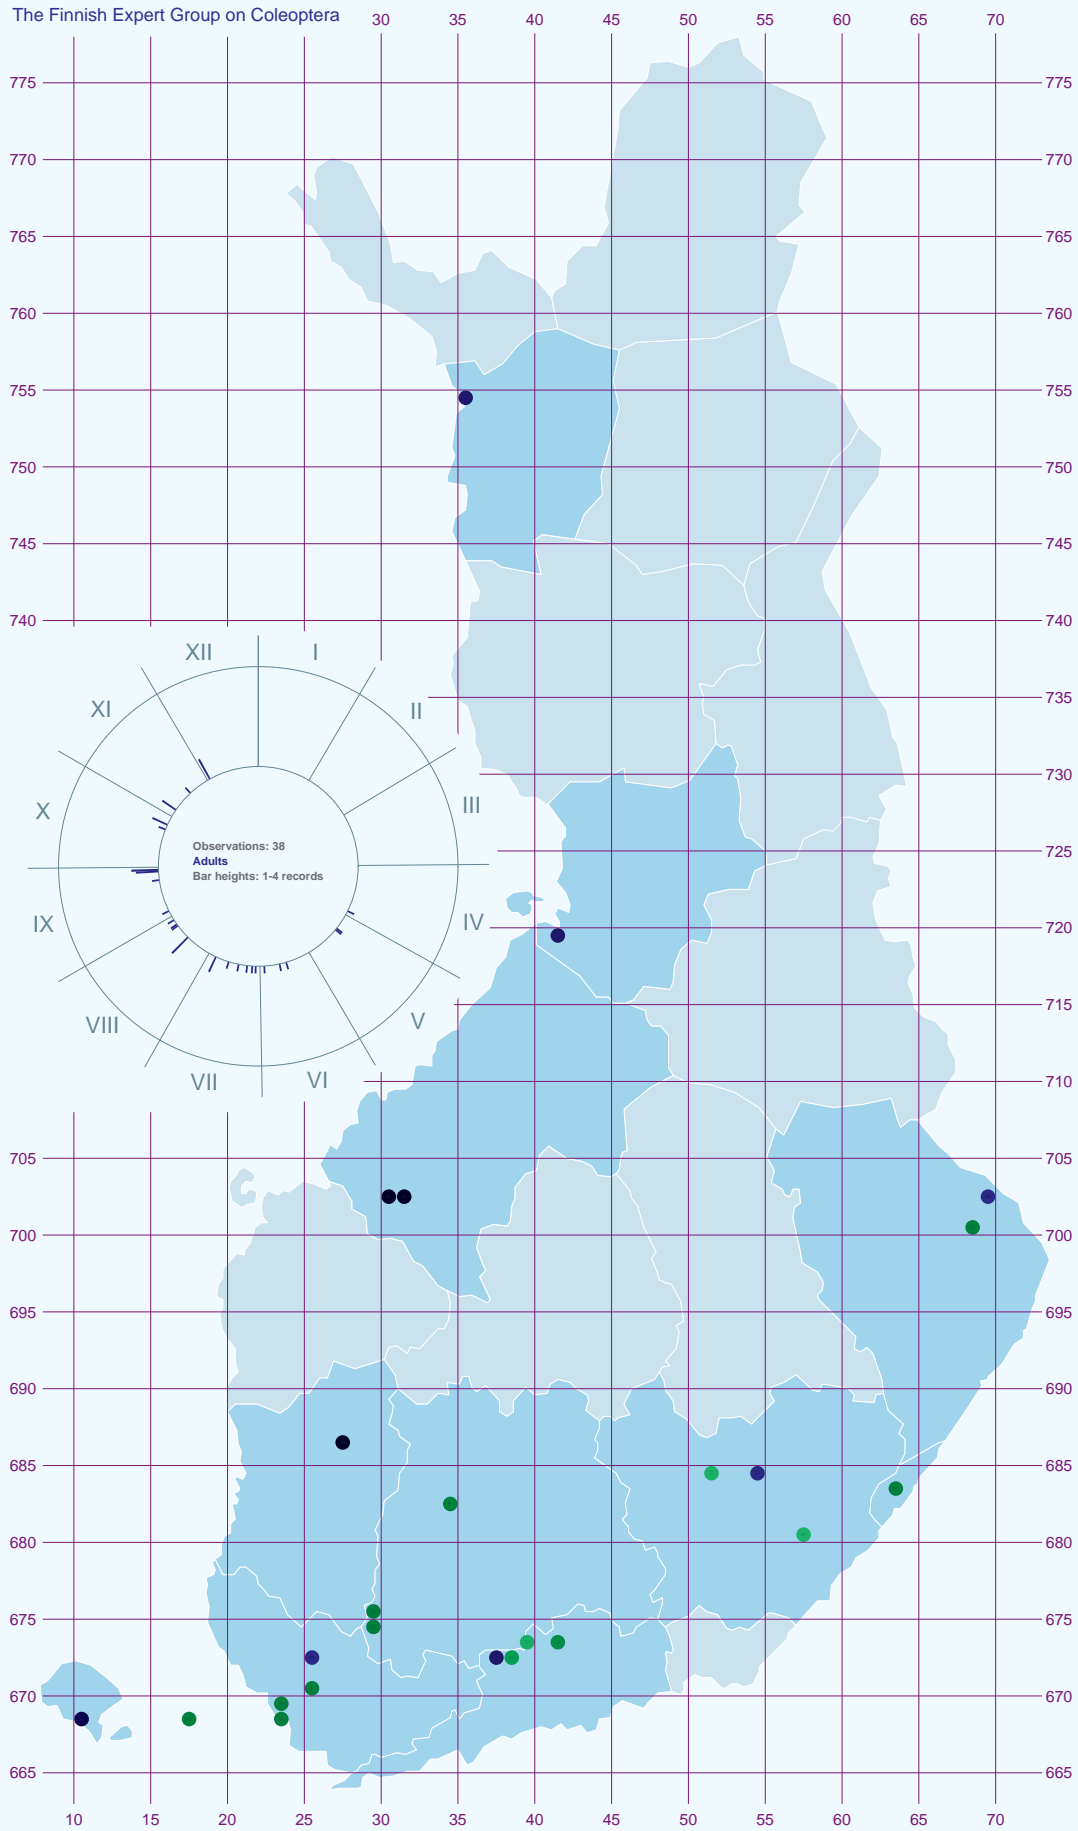 The Finnish Expert Group on Coleoptera
30 35 40 45 50 55 60 65 70
775 775
770 770
765 765
760 760
755 755
750 750
745 745
740 740
XII I
XI II
735
730
X III
725
Observations: 38
Adults
Bar heights: 1-4 records
IX IV
720
715
VIII V
VII VI
710
705 705
700 700
695 695
690 690
685 685
680 680
675 675
670 670
665 665
10 15 20 25 30 35 40 45 50 55 60 65 70